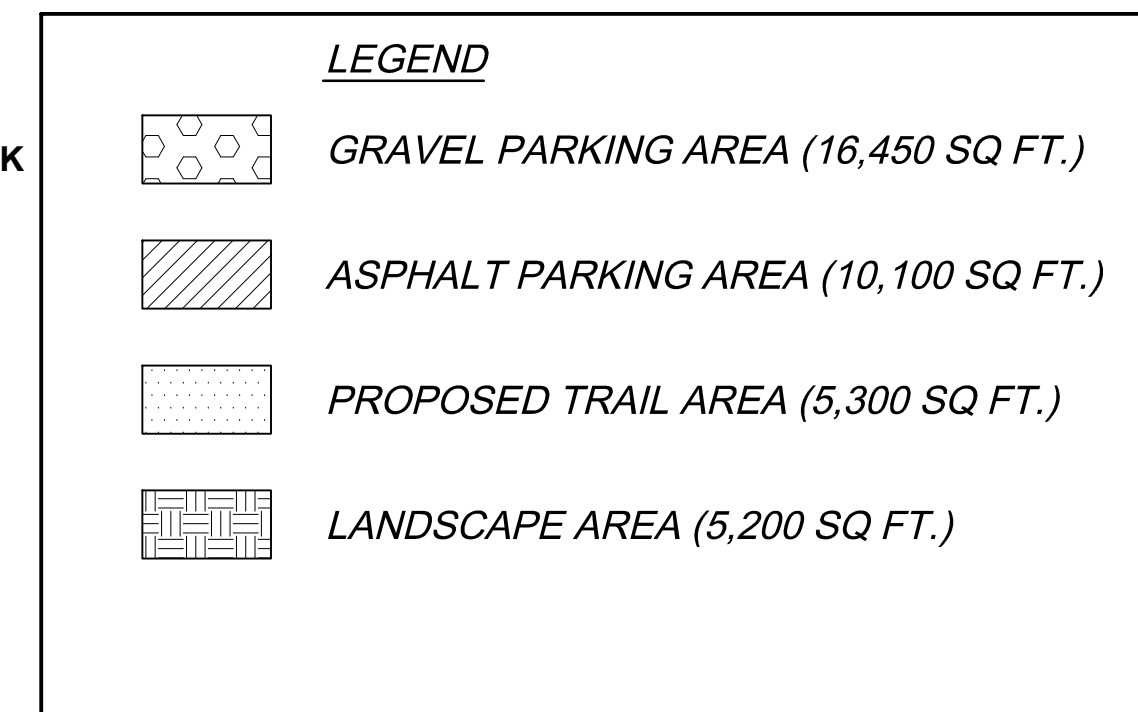 LEGEND
K
GRAVEL PARKING AREA (16,450 SQ FT.)
ASPHALT PARKING AREA (10,100 SQ FT.)
PROPOSED TRAIL AREA (5,300 SQ FT.)
LANDSCAPE AREA (5,200 SQ FT.)